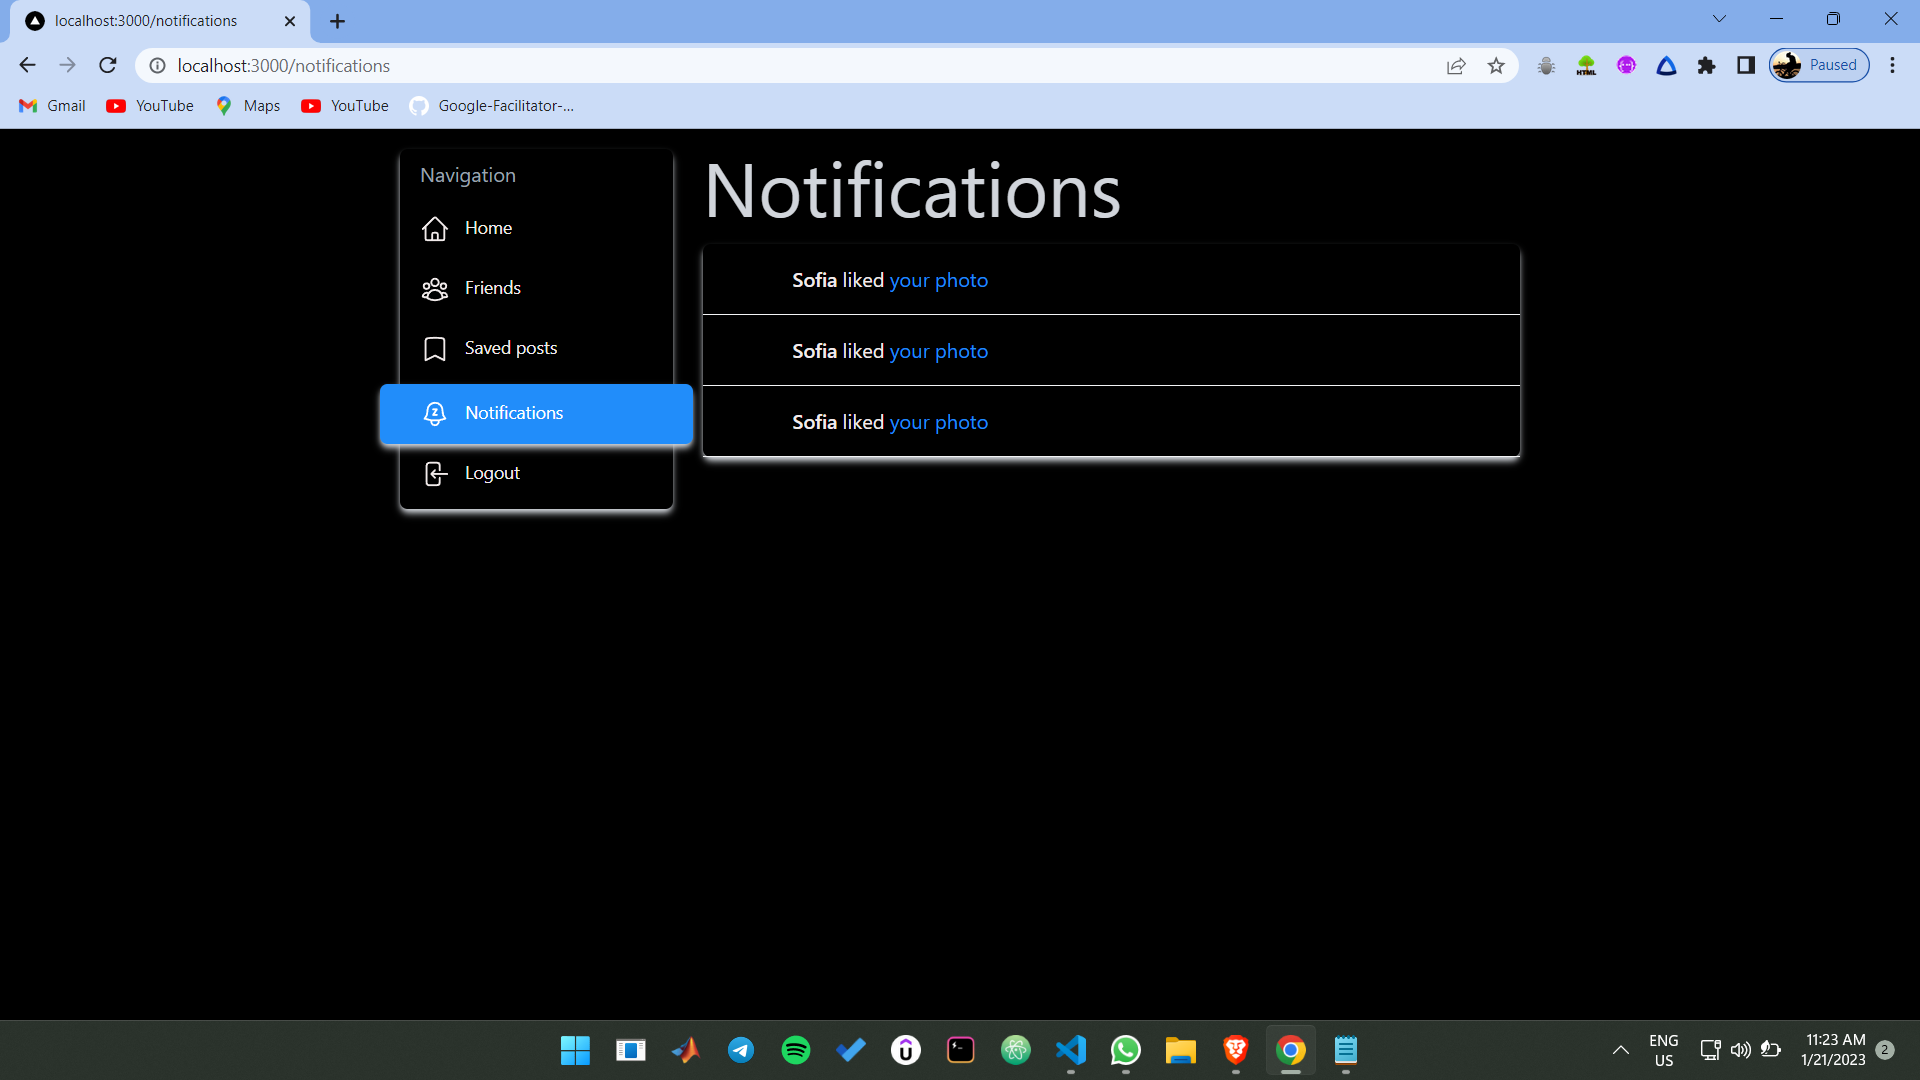 localhost:3000/notifications
localhost:3000/notifications
HTML
Paused
Gmail YouTube Maps YouTube Google-Facilitator-...
Navigation
Home
Friends
Saved posts
Notifications
Logout
Notifications
Sofia liked your photo
Sofia liked your photo
Sofia liked your photo
ENG
US
11:23 AM
1/21/2023
2